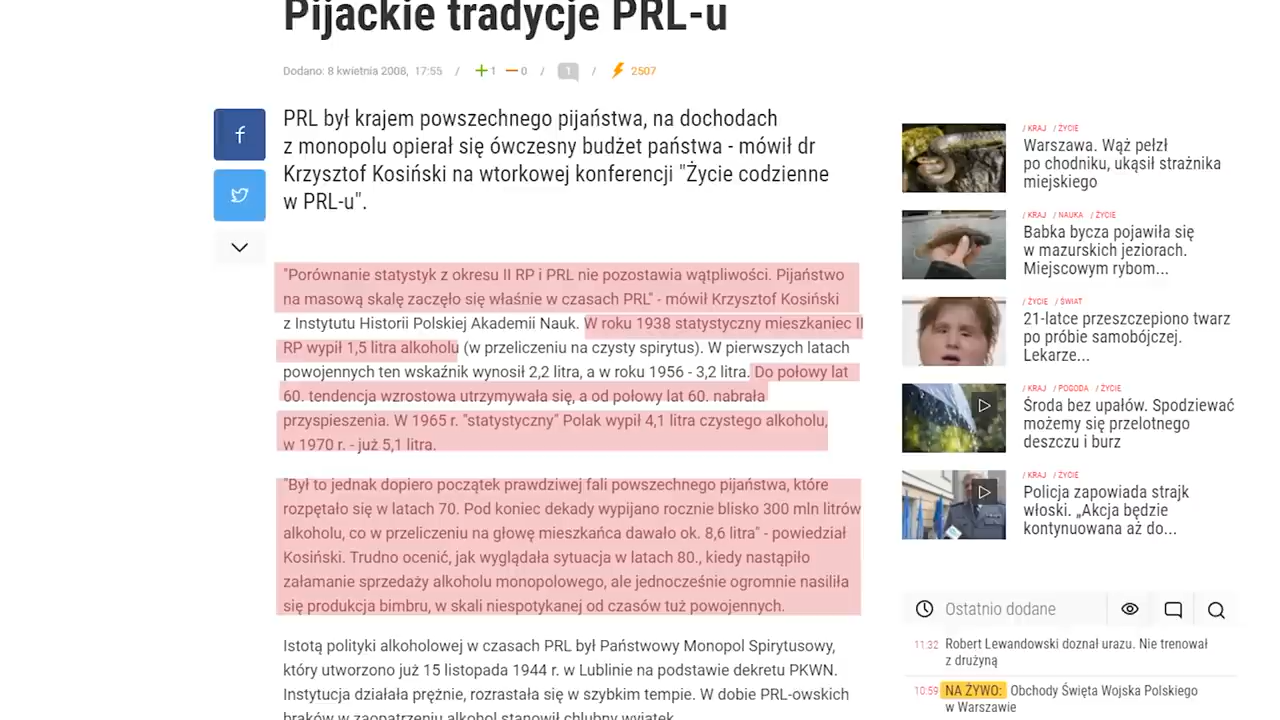 Pijackie tradycje PRL-u
Dodano: 8 kwietnia 2008, 17:55 / +1 —0 / 1 / 2507
PRL był krajem powszechnego pijaństwa, na dochodach
z monopolu opierał się ówczesny budżet państwa - mówił dr
Krzysztof Kosiński na wtorkowej konferencji "Życie codzienne
w PRL-u".
"Porównanie statystyk z okresu II RP i PRL nie pozostawia wątpliwości. Pijaństwo
na masową skalę zaczęło się właśnie w czasach PRL" - mówił Krzysztof Kosiński
z Instytutu Historii Polskiej Akademii Nauk. W roku 1938 statystyczny mieszkaniec II
RP wypił 1,5 litra alkoholu (w przeliczeniu na czysty spirytus). W pierwszych latach
powojennych ten wskaźnik wynosił 2,2 litra, a w roku 1956 - 3,2 litra. Do połowy lat
60. tendencja wzrostowa utrzymywała się, a od połowy lat 60. nabrała
przyspieszenia. W 1965 r. "statystyczny" Polak wypił 4,1 litra czystego alkoholu,
w 1970 r. - już 5,1 litra.
"Był to jednak dopiero początek prawdziwej fali powszechnego pijaństwa, które
rozpętało się w latach 70. Pod koniec dekady wypijano rocznie blisko 300 mln litrów
alkoholu, co w przeliczeniu na głowę mieszkańca dawało ok. 8,6 litra" - powiedział
Kosiński. Trudno ocenić, jak wyglądała sytuacja w latach 80., kiedy nastąpiło
załamanie sprzedaży alkoholu monopolowego, ale jednocześnie ogromnie nasiliła
się produkcja bimbru, w skali niespotykanej od czasów tuż powojennych.
Istotą polityki alkoholowej w czasach PRL był Państwowy Monopol Spirytusowy,
który utworzono już 15 listopada 1944 r. w Lublinie na podstawie dekretu PKWN.
Instytucja działała prężnie, rozrastała się w szybkim tempie. W dobie PRL-owskich
braków w zaopatrzeniu alkohol stanowił chlubny wyjątek.
/ KRAJ / ŻYCIE
Warszawa. Wąż pełzł
po chodniku, ukąsił strażnika
miejskiego
/ KRAJ / NAUKA / ŻYCIE
Babka bycza pojawiła się
w mazurskich jeziorach.
Miejscowym rybom...
/ ŻYCIE / ŚWIAT
21-latce przeszczepiono twarz
po próbie samobójczej.
Lekarze...
/ KRAJ / POGODA / ŻYCIE
Środa bez upałów. Spodziewać
możemy się przelotnego
deszczu i burz
/ KRAJ / ŻYCIE
Policja zapowiada strajk
włoski. „Akcja będzie
kontynuowana aż do...
Ostatnio dodane
11:32 Robert Lewandowski doznał urazu. Nie trenował
z drużyną
10:59 NA ŻYWO: Obchody Święta Wojska Polskiego
w Warszawie